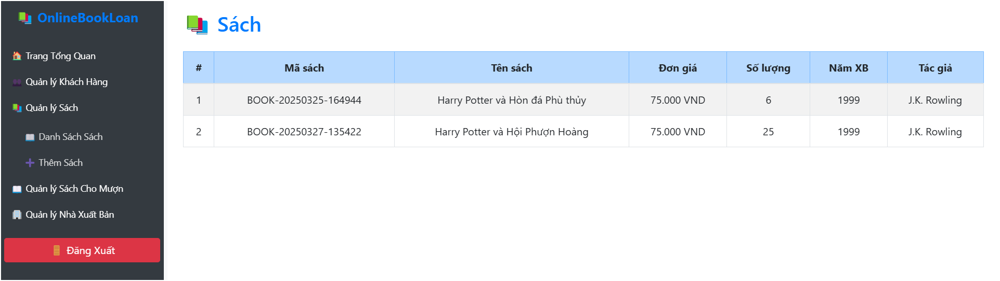 OnlineBookLoan
Trang Tổng Quan
Quản lý Khách Hàng
Quản lý Sách
Danh Sách Sách
Thêm Sách
Quản lý Sách Cho Mượn
Quản lý Nhà Xuất Bản
Đăng Xuất
Sách
# Mã sách Tên sách Đơn giá Số lượng Năm XB Tác giả
1 BOOK-20250325-164944 Harry Potter và Hòn đá Phù thủy 75.000 VND 6 1999 J.K. Rowling
2 BOOK-20250327-135422 Harry Potter và Hội Phượn Hoàng 75.000 VND 25 1999 J.K. Rowling